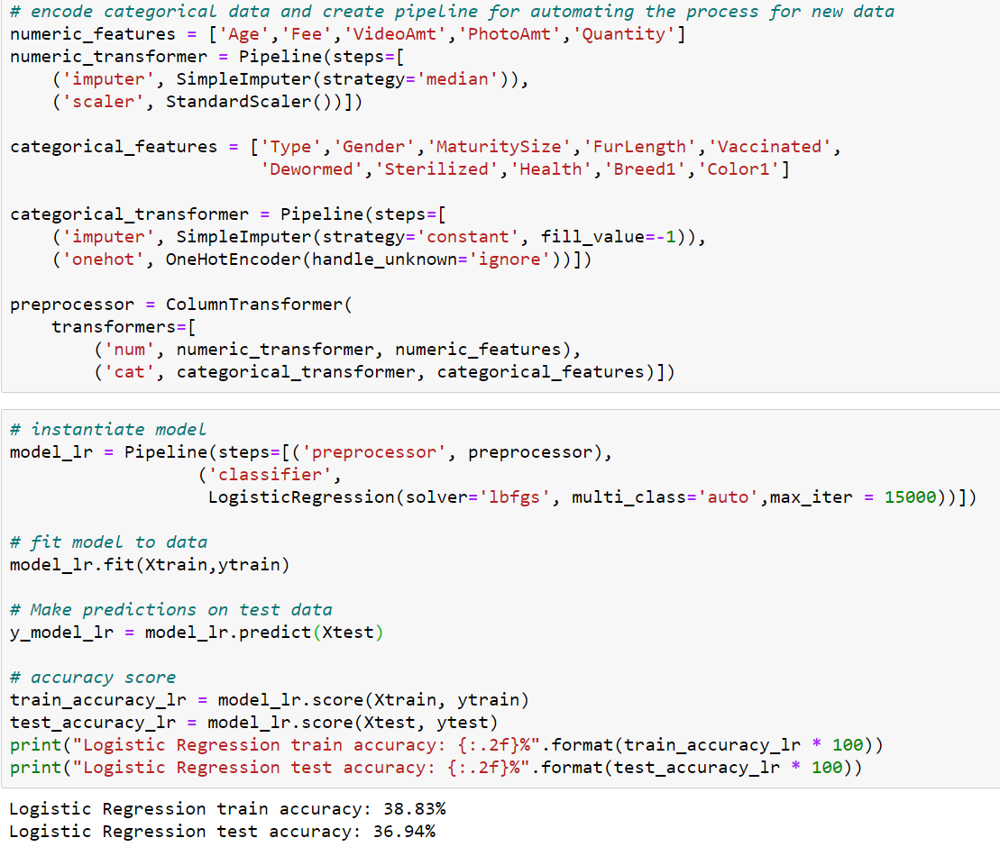 # encode categorical data and create pipeline for automating the process for new data
numeric_features = ['Age','Fee','VideoAmt','PhotoAmt','Quantity']
numeric_transformer = Pipeline(steps=[
    ('imputer', SimpleImputer(strategy='median')),
    ('scaler', StandardScaler())])

categorical_features = ['Type','Gender','MaturitySize','FurLength','Vaccinated',
                        'Dewormed','Sterilized','Health','Breed1','Color1']

categorical_transformer = Pipeline(steps=[
    ('imputer', SimpleImputer(strategy='constant', fill_value=-1)),
    ('onehot', OneHotEncoder(handle_unknown='ignore'))])

preprocessor = ColumnTransformer(
    transformers=[
        ('num', numeric_transformer, numeric_features),
        ('cat', categorical_transformer, categorical_features)])

# instantiate model
model_lr = Pipeline(steps=[('preprocessor', preprocessor),
                  ('classifier',
                   LogisticRegression(solver='lbfgs', multi_class='auto',max_iter = 15000))])

# fit model to data
model_lr.fit(Xtrain,ytrain)

# Make predictions on test data
y_model_lr = model_lr.predict(Xtest)

# accuracy score
train_accuracy_lr = model_lr.score(Xtrain, ytrain)
test_accuracy_lr = model_lr.score(Xtest, ytest)
print("Logistic Regression train accuracy: {:.2f}%".format(train_accuracy_lr * 100))
print("Logistic Regression test accuracy: {:.2f}%".format(test_accuracy_lr * 100))

Logistic Regression train accuracy: 38.83%
Logistic Regression test accuracy: 36.94%